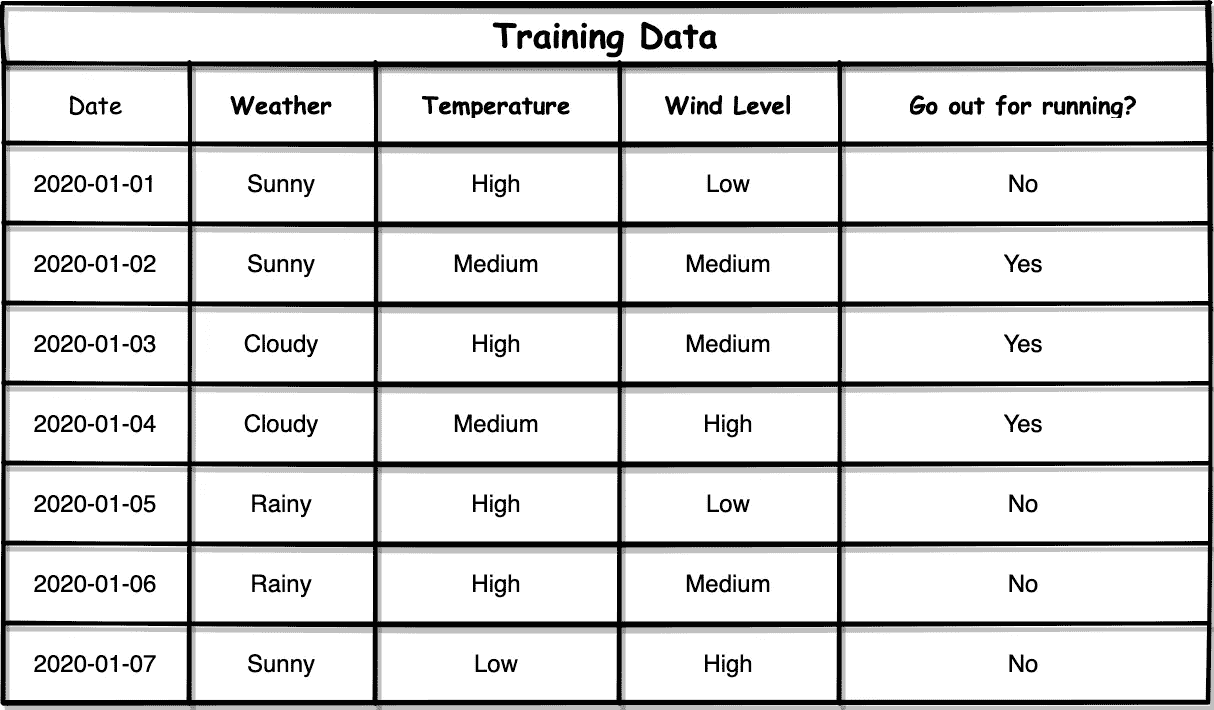 Training Data
Date Weather Temperature Wind Level Go out for running?
2020-01-01 Sunny High Low No
2020-01-02 Sunny Medium Medium Yes
2020-01-03 Cloudy High Medium Yes
2020-01-04 Cloudy Medium High Yes
2020-01-05 Rainy High Low No
2020-01-06 Rainy High Medium No
2020-01-07 Sunny Low High No